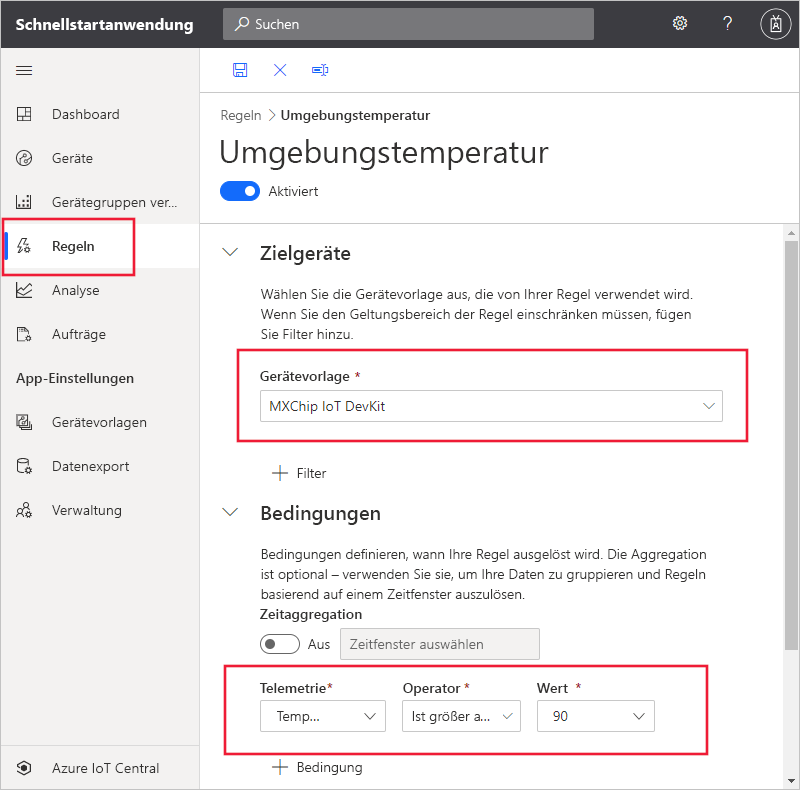 Schnellstartanwendung
Suchen
?
Dashboard
Geräte
Gerätegruppen ver...
Regeln
Analyse
Aufträge
App-Einstellungen
Gerätevorlagen
Datenexport
Verwaltung
Azure IoT Central
Regeln > Umgebungstemperatur
Umgebungstemperatur
Aktiviert
Zielgeräte
Wählen Sie die Gerätevorlage aus, die von Ihrer Regel verwendet wird.
Wenn Sie den Geltungsbereich der Regel einschränken müssen, fügen
Sie Filter hinzu.
Gerätevorlage *
MXChip IoT DevKit
Filter
Bedingungen
Bedingungen definieren, wann Ihre Regel ausgelöst wird. Die Aggregation
ist optional – verwenden Sie sie, um Ihre Daten zu gruppieren und Regeln
basierend auf einem Zeitfenster auszulösen.
Zeitaggregation
Aus Zeitfenster auswählen
Telemetrie* Operator * Wert *
Temp... Ist größer a... 90
Bedingung